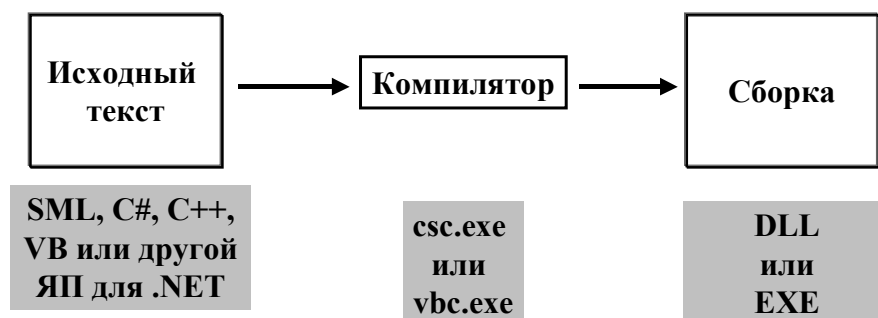 Исходный
текст
Компилятор
Сборка
SML, C#, C++,
VB или другой
ЯП для .NET
csc.exe
или
vbc.exe
DLL
или
EXE